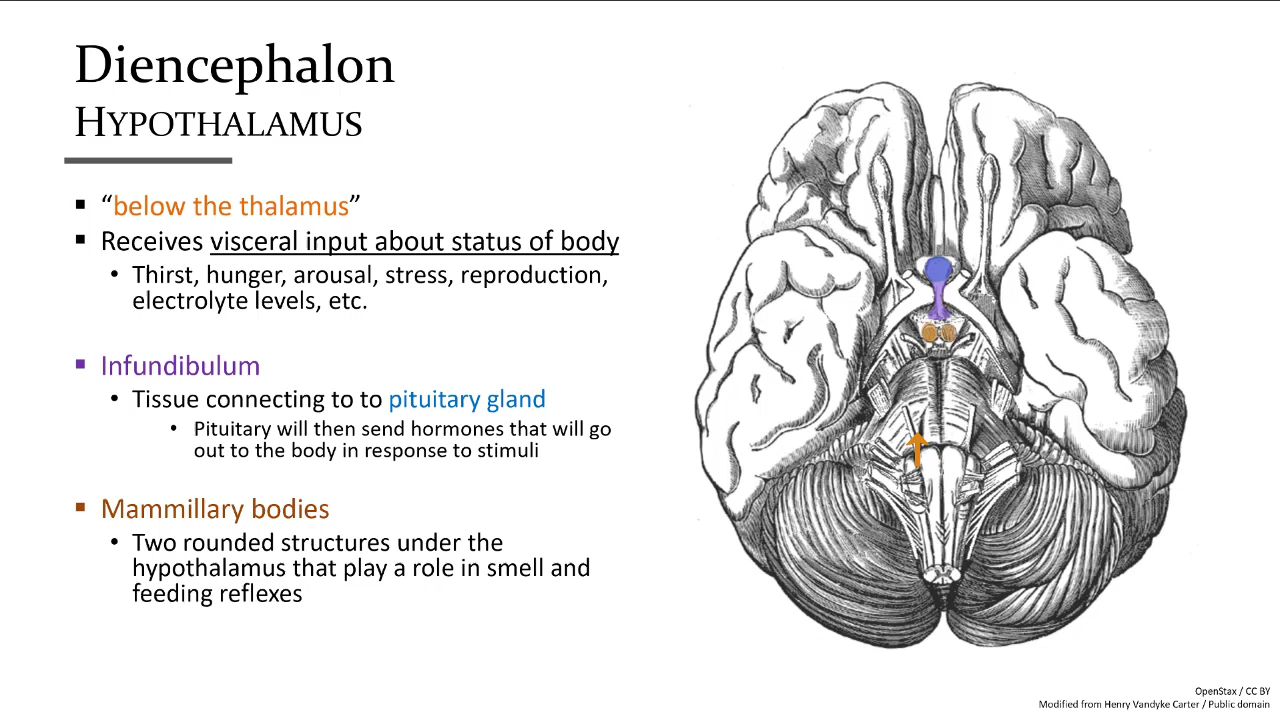 Diencephalon
HYPOTHALAMUS
▪ “below the thalamus”
▪ Receives visceral input about status of body
• Thirst, hunger, arousal, stress, reproduction,
electrolyte levels, etc.
▪ Infundibulum
• Tissue connecting to to pituitary gland
• Pituitary will then send hormones that will go
out to the body in response to stimuli
▪ Mammillary bodies
• Two rounded structures under the
hypothalamus that play a role in smell and
feeding reflexes
OpenStax / CC BY
Modified from Henry Vandyke Carter / Public domain